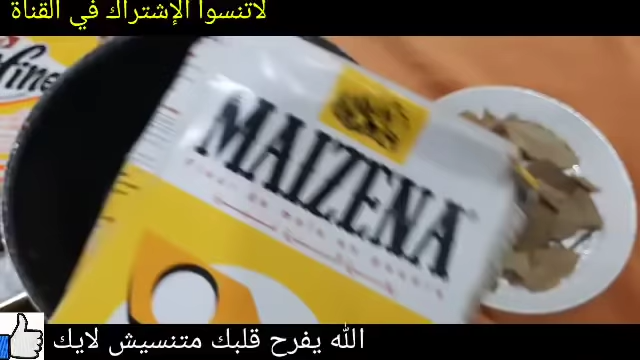 لاتنسوا الإشتراك في القناة
MAIZENA
الله يفرح قلبك متنسيش لايك